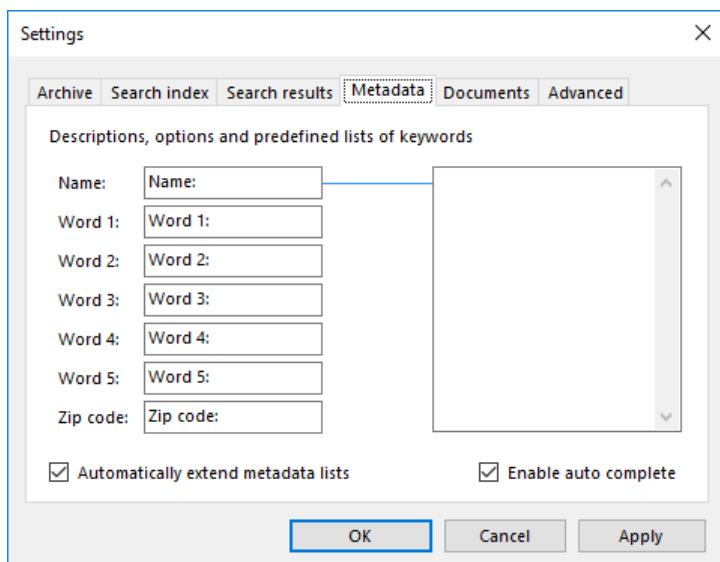 Settings
Archive Search index Search results Metadata Documents Advanced
Descriptions, options and predefined lists of keywords
Name: Name:
Word 1: Word 1:
Word 2: Word 2:
Word 3: Word 3:
Word 4: Word 4:
Word 5: Word 5:
Zip code: Zip code:
Automatically extend metadata lists Enable auto complete
OK Cancel Apply